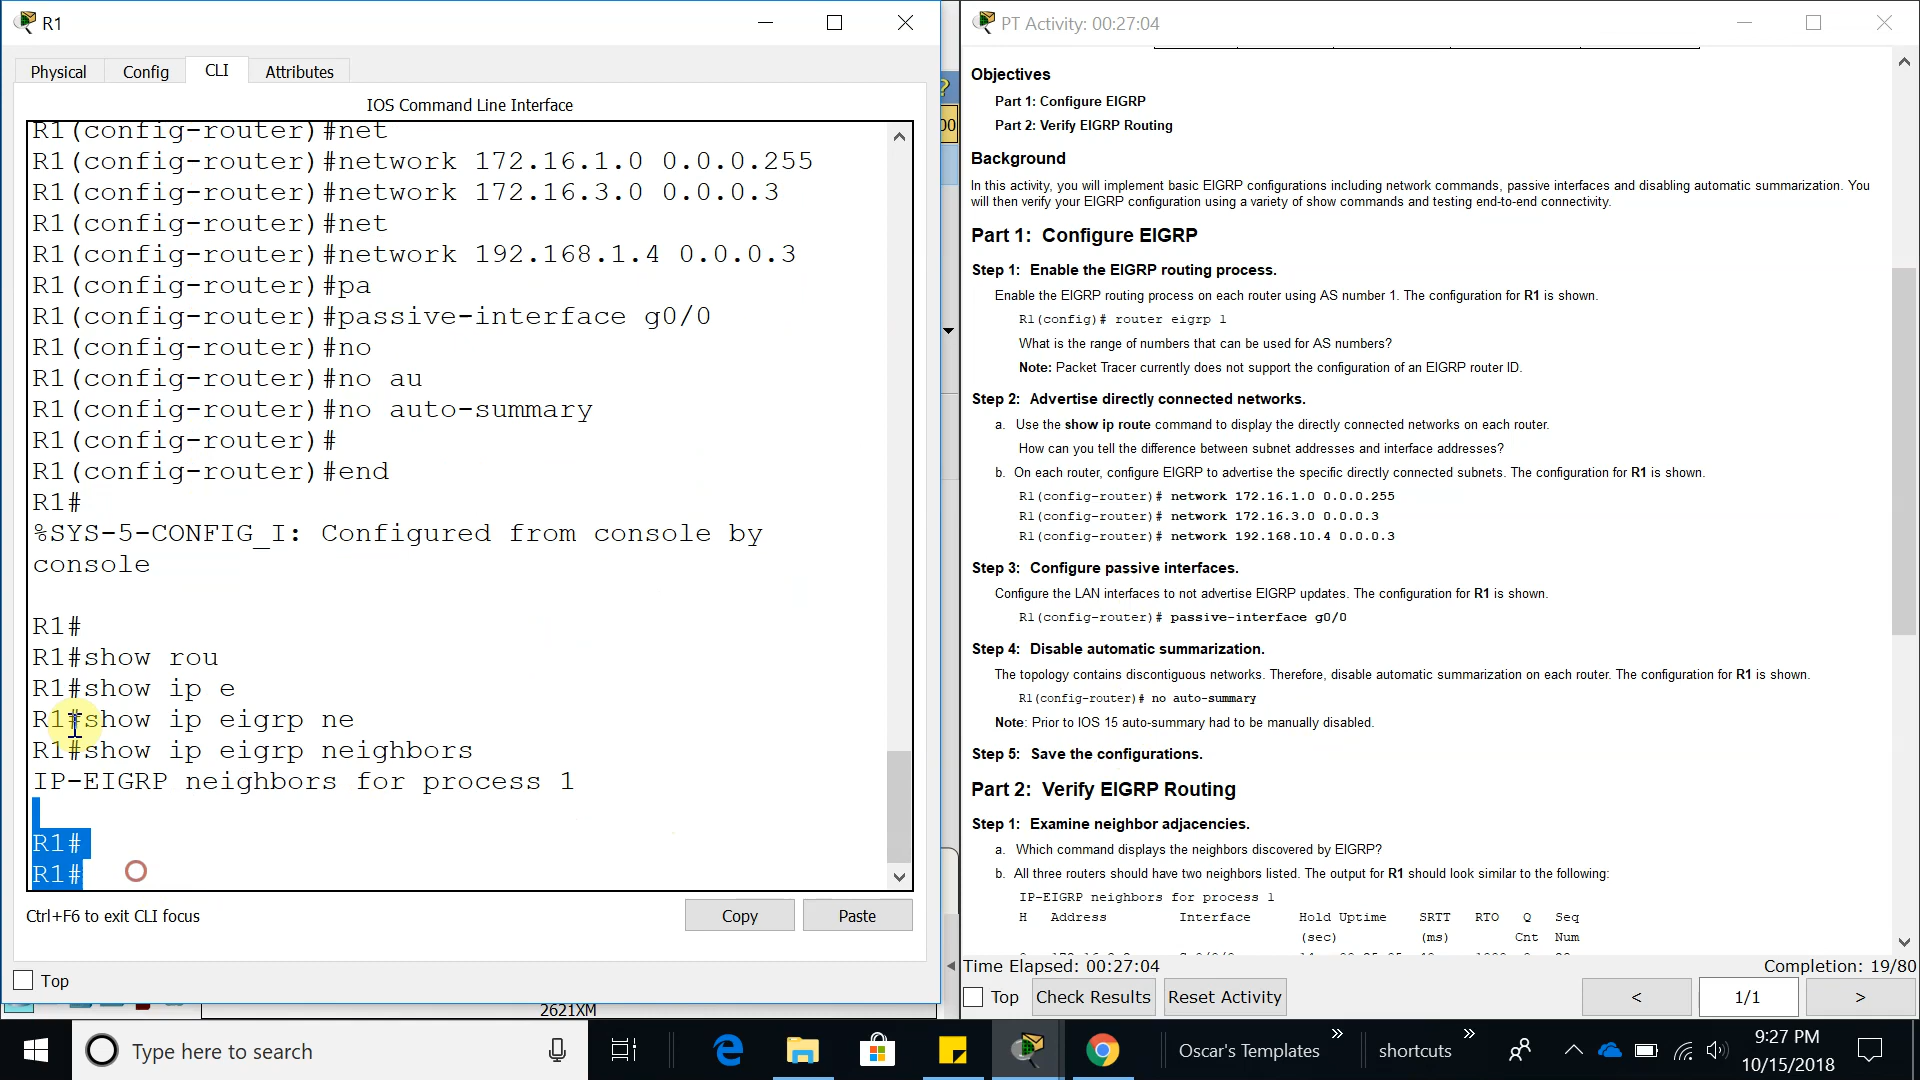 R1
Physical
Config
CLI
Attributes
IOS Command Line Interface
R1(config-router)#net
R1(config-router)#network 172.16.1.0 0.0.0.255
R1(config-router)#network 172.16.3.0 0.0.0.3
R1(config-router)#net
R1(config-router)#network 192.168.1.4 0.0.0.3
R1(config-router)#pa
R1(config-router)#passive-interface g0/0
R1(config-router)#no
R1(config-router)#no au
R1(config-router)#no auto-summary
R1(config-router)#
R1(config-router)#end
R1#
%SYS-5-CONFIG_I: Configured from console by
console
R1#
R1#show rou
R1#show ip e
R1#show ip eigrp ne
R1#show ip eigrp neighbors
IP-EIGRP neighbors for process 1
R1#
R1#
Ctrl+F6 to exit CLI focus
Copy
Paste
Top
2621XM
?
00
PT Activity: 00:27:04
Objectives
Part 1: Configure EIGRP
Part 2: Verify EIGRP Routing
Background
In this activity, you will implement basic EIGRP configurations including network commands, passive interfaces and disabling automatic summarization. You
will then verify your EIGRP configuration using a variety of show commands and testing end-to-end connectivity.
Part 1: Configure EIGRP
Step 1: Enable the EIGRP routing process.
Enable the EIGRP routing process on each router using AS number 1. The configuration for R1 is shown.
R1(config)# router eigrp 1
What is the range of numbers that can be used for AS numbers?
Note: Packet Tracer currently does not support the configuration of an EIGRP router ID.
Step 2: Advertise directly connected networks.
a. Use the show ip route command to display the directly connected networks on each router.
How can you tell the difference between subnet addresses and interface addresses?
b. On each router, configure EIGRP to advertise the specific directly connected subnets. The configuration for R1 is shown.
R1(config-router)# network 172.16.1.0 0.0.0.255
R1(config-router)# network 172.16.3.0 0.0.0.3
R1(config-router)# network 192.168.10.4 0.0.0.3
Step 3: Configure passive interfaces.
Configure the LAN interfaces to not advertise EIGRP updates. The configuration for R1 is shown.
R1(config-router)# passive-interface g0/0
Step 4: Disable automatic summarization.
The topology contains discontiguous networks. Therefore, disable automatic summarization on each router. The configuration for R1 is shown.
R1(config-router)# no auto-summary
Note: Prior to IOS 15 auto-summary had to be manually disabled.
Step 5: Save the configurations.
Part 2: Verify EIGRP Routing
Step 1: Examine neighbor adjacencies.
a. Which command displays the neighbors discovered by EIGRP?
b. All three routers should have two neighbors listed. The output for R1 should look similar to the following:
IP-EIGRP neighbors for process 1
H Address Interface Hold Uptime SRTT RTO Q Seq
(sec) (ms) Cnt Num
Time Elapsed: 00:27:04
Completion: 19/80
Top
Check Results
Reset Activity
<
1/1
>
Type here to search
Oscar's Templates
shortcuts
9:27 PM
10/15/2018